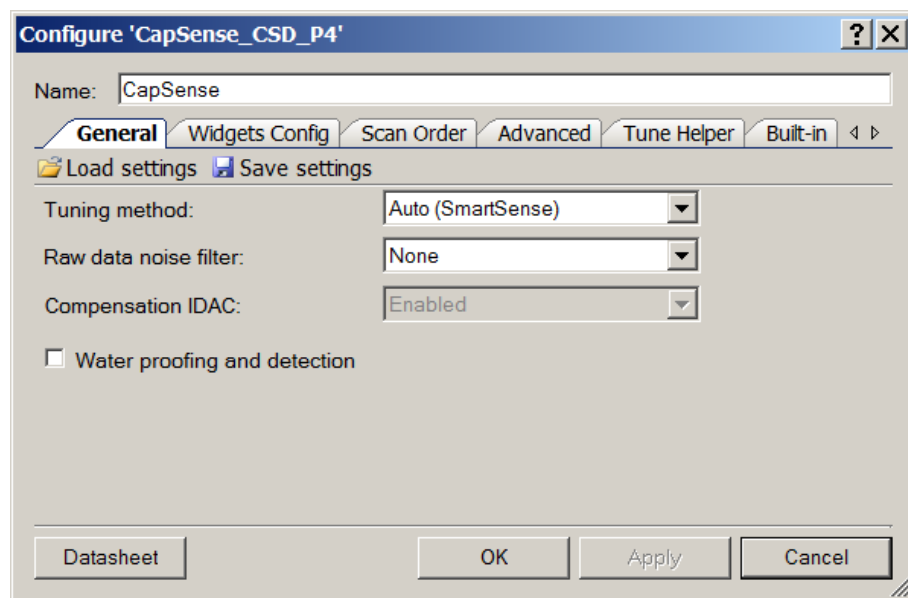 Configure 'CapSense_CSD_P4'
Name: CapSense
General Widgets Config Scan Order Advanced Tune Helper Built-in
Load settings Save settings
Tuning method: Auto (SmartSense)
Raw data noise filter: None
Compensation IDAC: Enabled
Water proofing and detection
Datasheet OK Apply Cancel